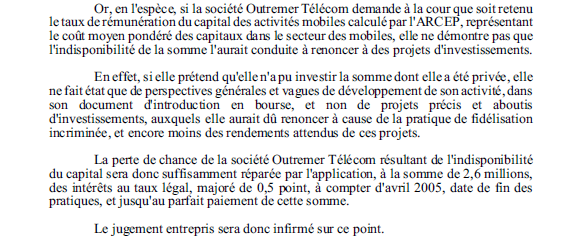 Or, en l'espèce, si la société Outremer Télécom demande à la cour que soit retenu
le taux de rémunération du capital des activités mobiles calculé par l'ARCEP, représentant
le coût moyen pondéré des capitaux dans le secteur des mobiles, elle ne démontre pas que
l'indisponibilité de la somme l'aurait conduite à renoncer à des projets d'investissements.
En effet, si elle prétend qu'elle n'a pu investir la somme dont elle a été privée, elle
ne fait état que de perspectives générales et vagues de développement de son activité, dans
son document d'introduction en bourse, et non de projets précis et aboutis
d'investissements, auxquels elle aurait dû renoncer à cause de la pratique de fidélisation
incriminée, et encore moins des rendements attendus de ces projets.
La perte de chance de la société Outremer Télécom résultant de l'indisponibilité
du capital sera donc suffisamment réparée par l'application, à la somme de 2,6 millions,
des intérêts au taux légal, majoré de 0,5 point, à compter d'avril 2005, date de fin des
pratiques, et jusqu'au parfait paiement de cette somme.
Le jugement entrepris sera donc infirmé sur ce point.